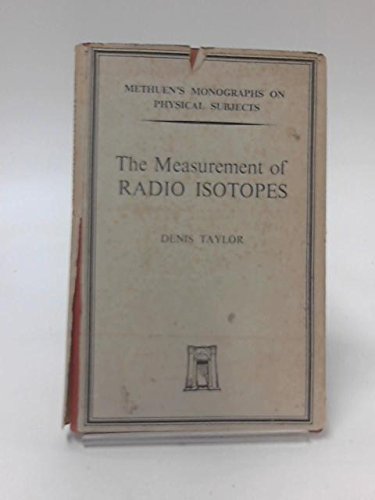 METHUEN'S MONOGRAPHS ON
PHYSICAL SUBJECTS
The Measurement of
RADIO ISOTOPES
DENIS TAYLOR